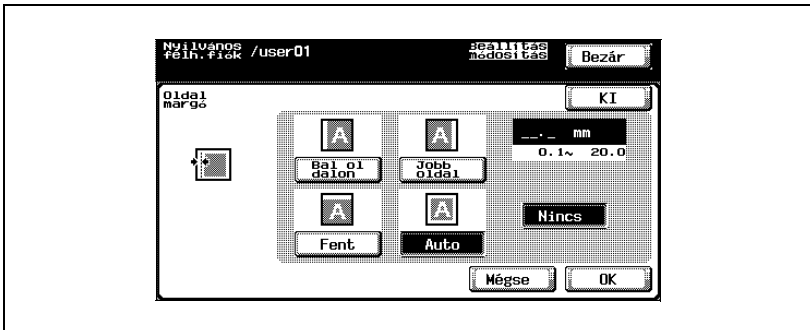 Nyilvános
félh.fiók /user01
Beállítás
módosítás
Bezár
Oldal
margó
KI
A
A
__._ mm
0.1~ 20.0
Bal ol
dalon
Jobb
oldal
A
A
Nincs
Fent
Auto
Mégse
OK